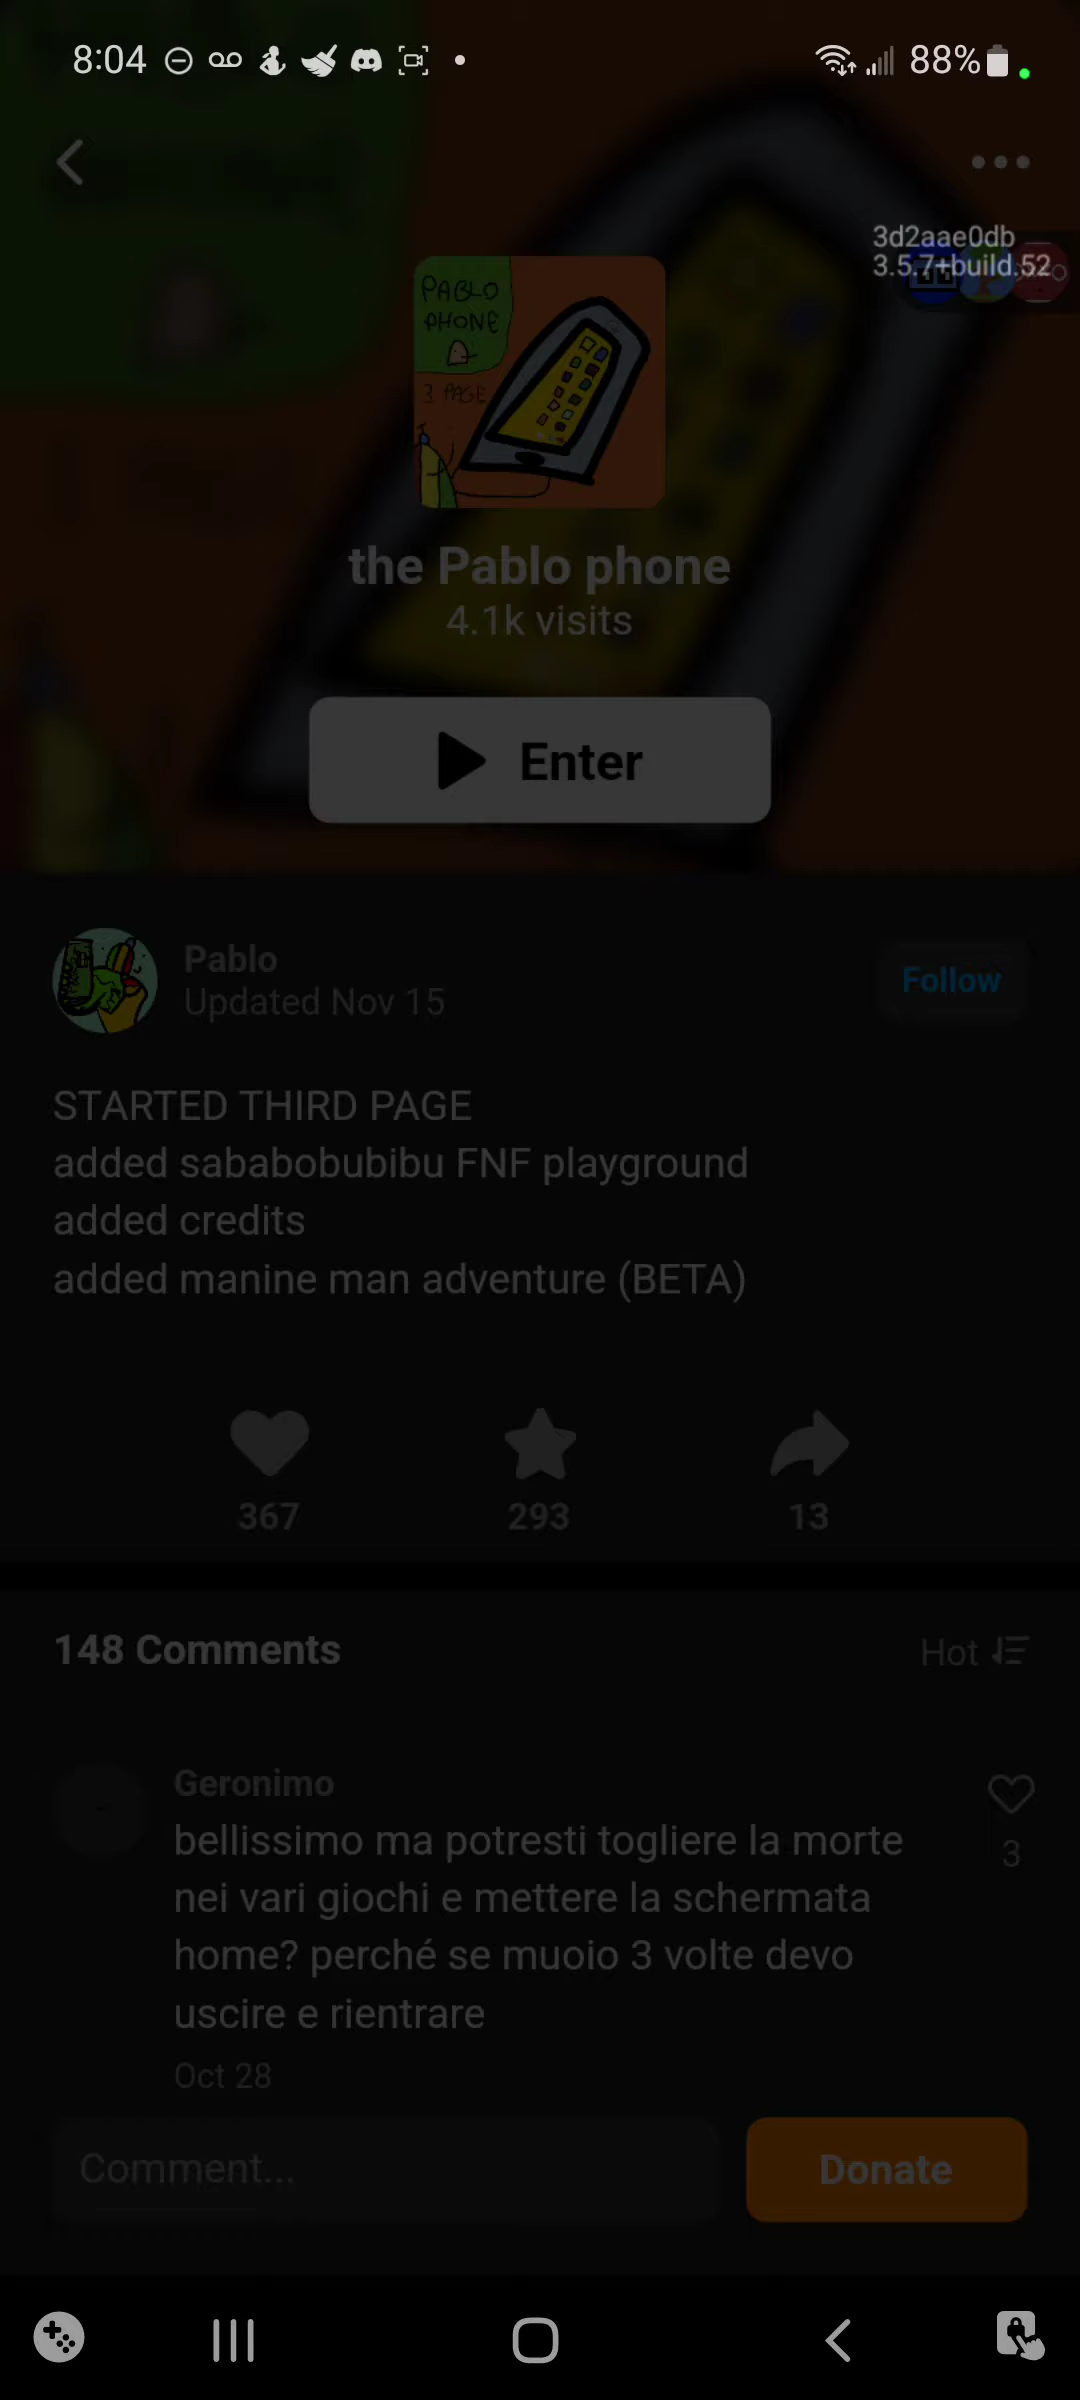 8:04
88%
3d2aae0db
3.5.7+build.52
PABLO
PHONE
3 PAGE
the Pablo phone
4.1k visits
Enter
Pablo
Updated Nov 15
Follow
STARTED THIRD PAGE
added sababobubibu FNF playground
added credits
added manine man adventure (BETA)
367
293
13
148 Comments
Hot
Geronimo
bellissimo ma potresti togliere la morte
nei vari giochi e mettere la schermata
home? perché se muoio 3 volte devo
uscire e rientrare
3
Oct 28
Comment...
Donate